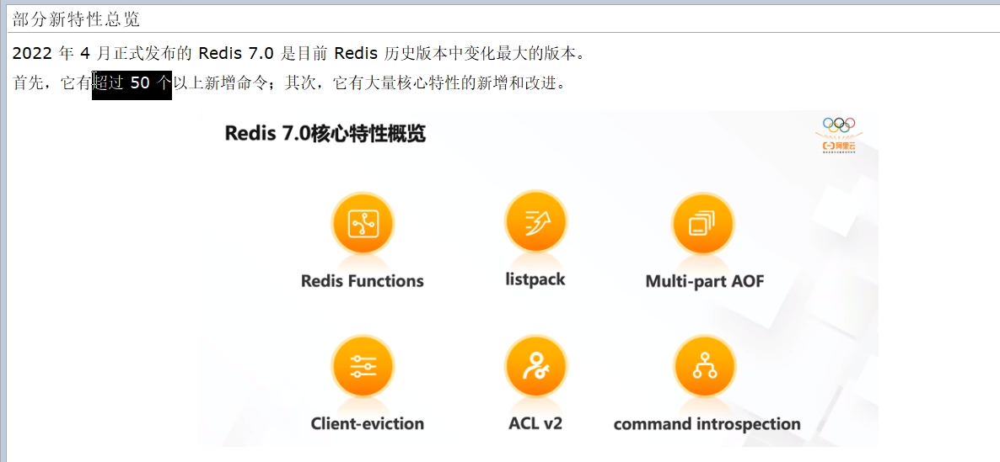 部分新特性总览
2022 年 4 月正式发布的 Redis 7.0 是目前 Redis 历史版本中变化最大的版本。
首先，它有超过 50 个以上新增命令；其次，它有大量核心特性的新增和改进。
Redis 7.0核心特性概览
阿里云
Redis Functions
listpack
Multi-part AOF
Client-eviction
ACL v2
command introspection